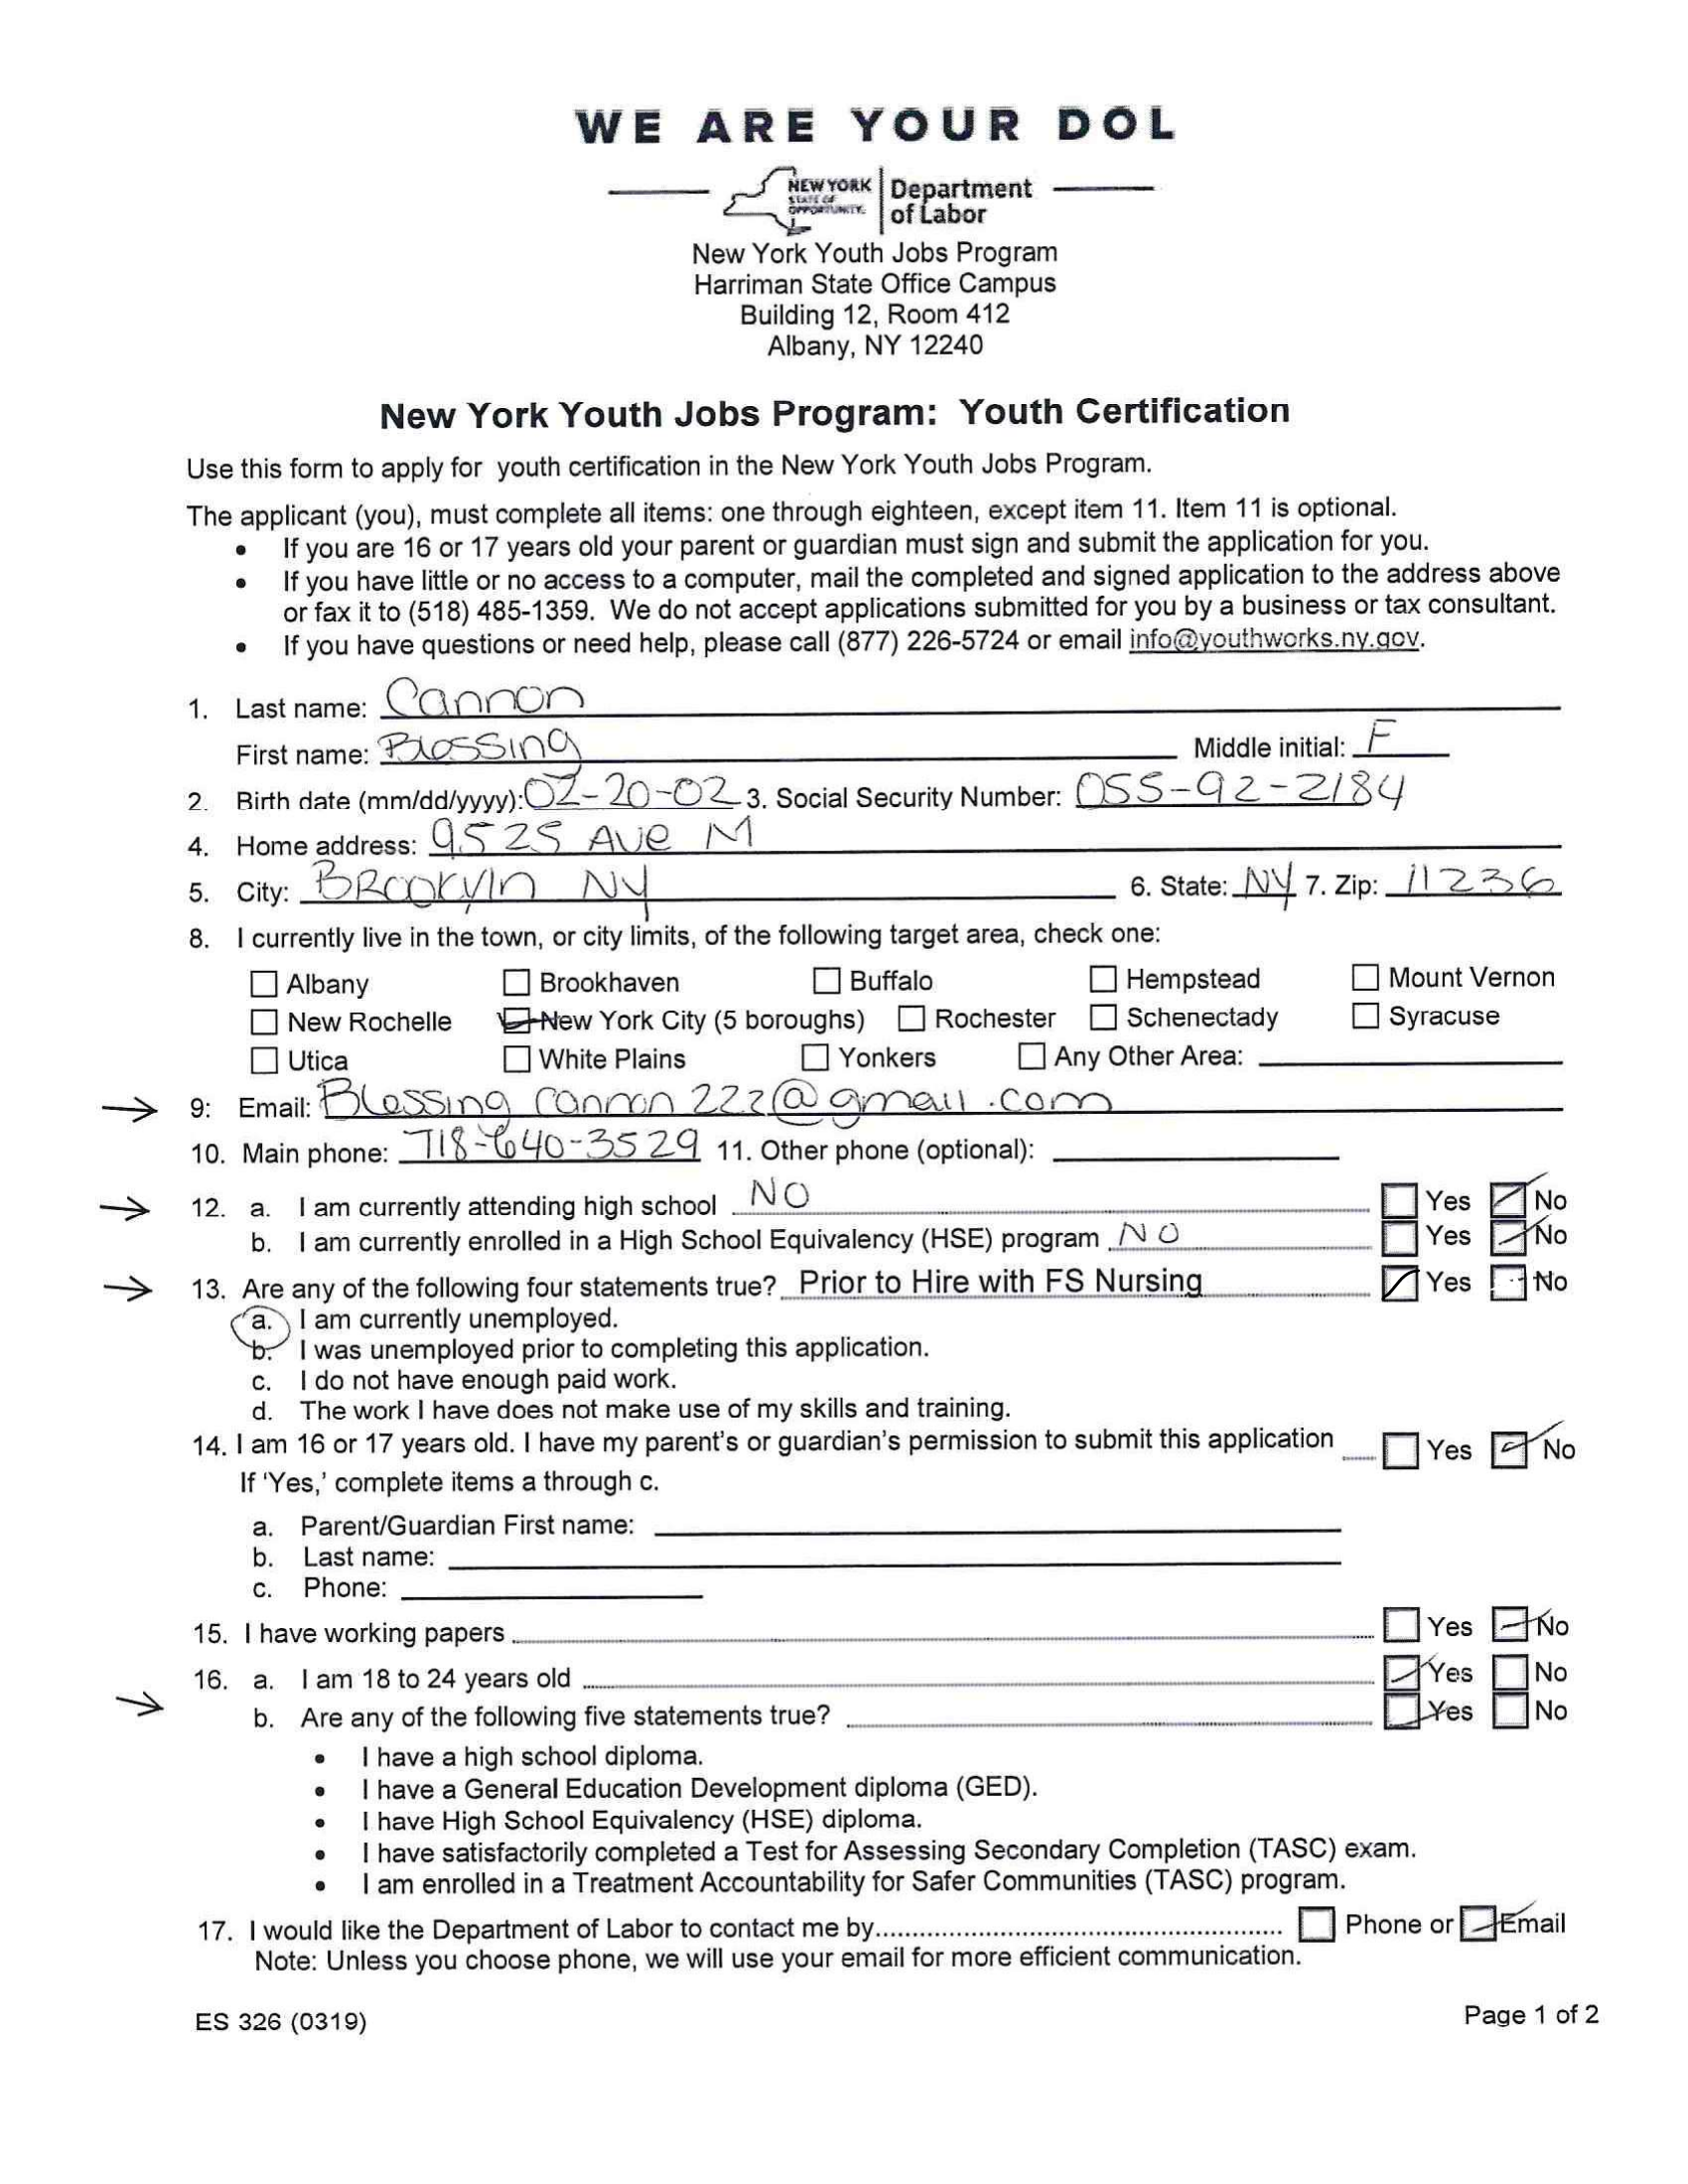 WE ARE YOUR DOL
NEW YORK
STATE OF
OPPORTUNITY.
Department
of Labor
New York Youth Jobs Program
Harriman State Office Campus
Building 12, Room 412
Albany, NY 12240
New York Youth Jobs Program: Youth Certification
Use this form to apply for youth certification in the New York Youth Jobs Program.
The applicant (you), must complete all items: one through eighteen, except item 11. Item 11 is optional.
• If you are 16 or 17 years old your parent or guardian must sign and submit the application for you.
• If you have little or no access to a computer, mail the completed and signed application to the address above
or fax it to (518) 485-1359. We do not accept applications submitted for you by a business or tax consultant.
• If you have questions or need help, please call (877) 226-5724 or email info@youthworks.ny.gov.
1. Last name: Cannon
First name: Blessing Middle initial: F
2. Birth date (mm/dd/yyyy): 02-20-02 3. Social Security Number: 055-92-2184
4. Home address: 9525 Ave M
5. City: Brooklyn NY 6. State: NY 7. Zip: 11236
8. I currently live in the town, or city limits, of the following target area, check one:
Albany Brookhaven Buffalo Hempstead Mount Vernon
New Rochelle New York City (5 boroughs) Rochester Schenectady Syracuse
Utica White Plains Yonkers Any Other Area:
9: Email: Blessing cannon 222@gmail.com
10. Main phone: 718-640-3529 11. Other phone (optional):
12. a. I am currently attending high school NO Yes No
b. I am currently enrolled in a High School Equivalency (HSE) program NO Yes No
13. Are any of the following four statements true? Prior to Hire with FS Nursing Yes No
a. I am currently unemployed.
b. I was unemployed prior to completing this application.
c. I do not have enough paid work.
d. The work I have does not make use of my skills and training.
14. I am 16 or 17 years old. I have my parent's or guardian's permission to submit this application Yes No
If 'Yes,' complete items a through c.
a. Parent/Guardian First name:
b. Last name:
c. Phone:
15. I have working papers Yes No
16. a. I am 18 to 24 years old Yes No
b. Are any of the following five statements true? Yes No
• I have a high school diploma.
• I have a General Education Development diploma (GED).
• I have High School Equivalency (HSE) diploma.
• I have satisfactorily completed a Test for Assessing Secondary Completion (TASC) exam.
• I am enrolled in a Treatment Accountability for Safer Communities (TASC) program.
17. I would like the Department of Labor to contact me by Phone or Email
Note: Unless you choose phone, we will use your email for more efficient communication.
ES 326 (0319) Page 1 of 2